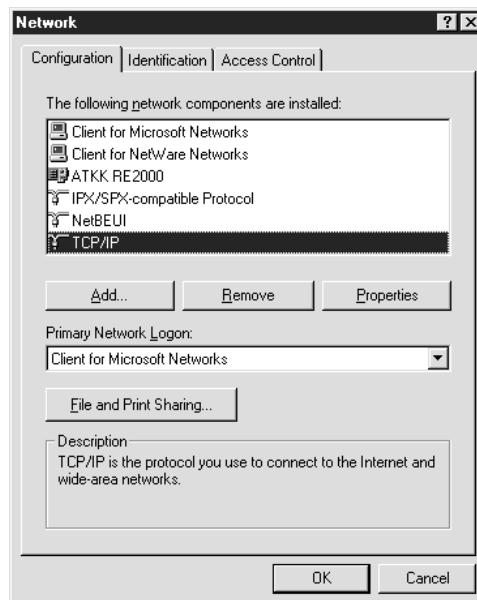 Network
Configuration Identification Access Control
The following network components are installed:
Client for Microsoft Networks
Client for NetWare Networks
ATKK RE2000
IPX/SPX-compatible Protocol
NetBEUI
TCP/IP
Add... Remove Properties
Primary Network Logon:
Client for Microsoft Networks
File and Print Sharing...
Description
TCP/IP is the protocol you use to connect to the Internet and
wide-area networks.
OK Cancel